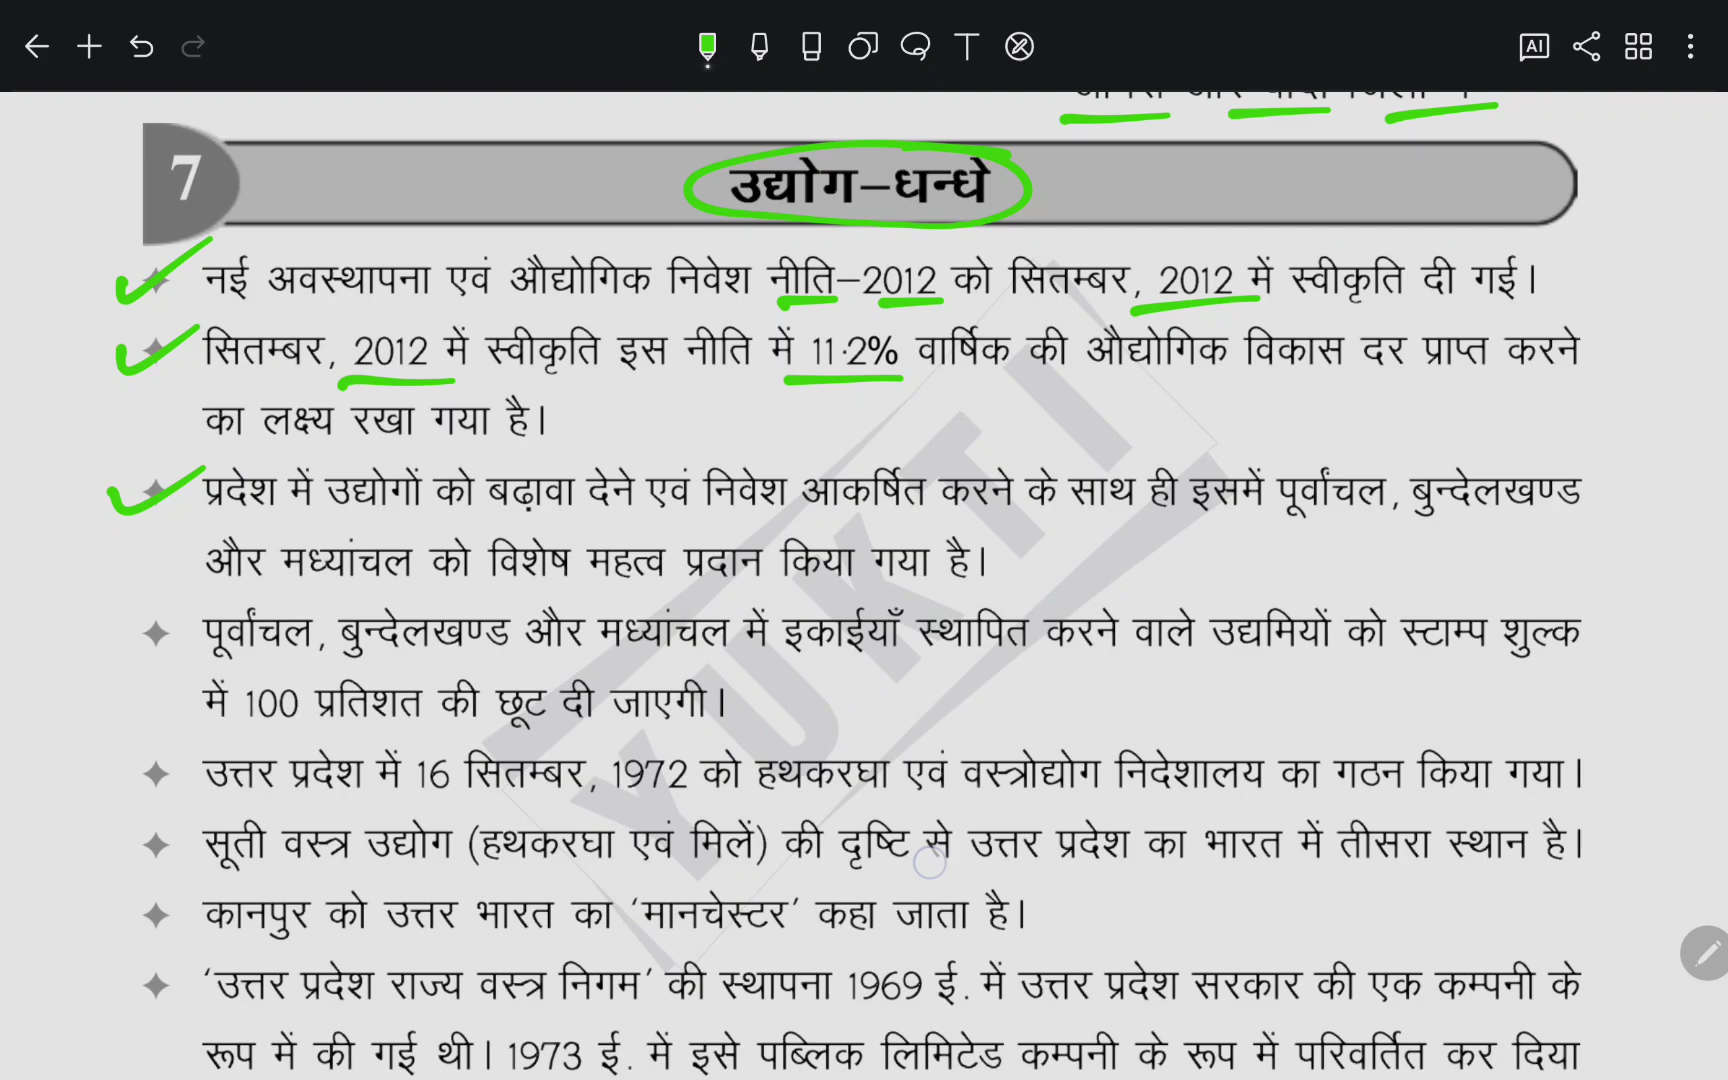 AI
7
उद्योग-धन्धे
नई अवस्थापना एवं औद्योगिक निवेश नीति-2012 को सितम्बर, 2012 में स्वीकृति दी गई।
सितम्बर, 2012 में स्वीकृति इस नीति में 11·2% वार्षिक की औद्योगिक विकास दर प्राप्त करने
का लक्ष्य रखा गया है।
प्रदेश में उद्योगों को बढ़ावा देने एवं निवेश आकर्षित करने के साथ ही इसमें पूर्वांचल, बुन्देलखण्ड
और मध्यांचल को विशेष महत्व प्रदान किया गया है।
पूर्वांचल, बुन्देलखण्ड और मध्यांचल में इकाईयाँ स्थापित करने वाले उद्यमियों को स्टाम्प शुल्क
में 100 प्रतिशत की छूट दी जाएगी।
उत्तर प्रदेश में 16 सितम्बर, 1972 को हथकरघा एवं वस्त्रोद्योग निदेशालय का गठन किया गया।
सूती वस्त्र उद्योग (हथकरघा एवं मिलें) की दृष्टि से उत्तर प्रदेश का भारत में तीसरा स्थान है।
कानपुर को उत्तर भारत का ‘मानचेस्टर’ कहा जाता है।
‘उत्तर प्रदेश राज्य वस्त्र निगम’ की स्थापना 1969 ई. में उत्तर प्रदेश सरकार की एक कम्पनी के
रूप में की गई थी। 1973 ई. में इसे पब्लिक लिमिटेड कम्पनी के रूप में परिवर्तित कर दिया
YUKTI